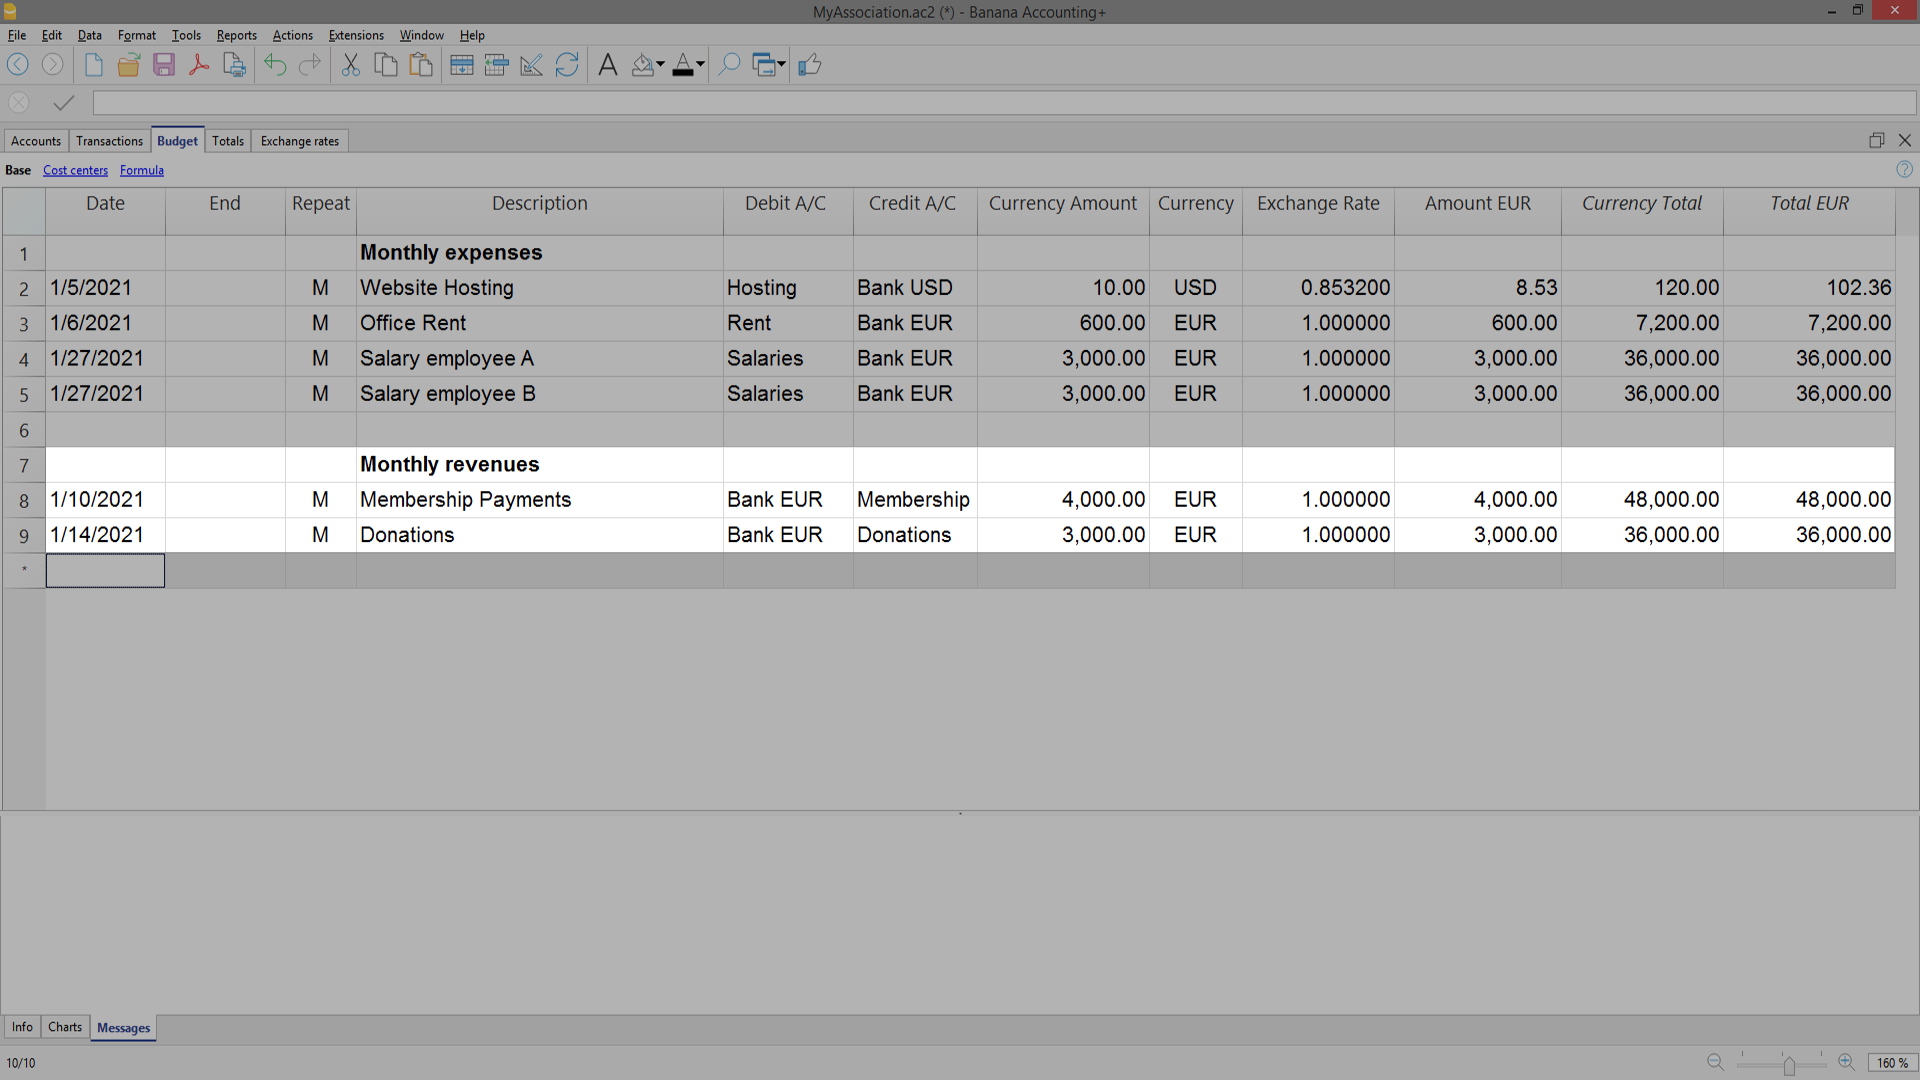 MyAssociation.ac2 (*) - Banana Accounting+
File Edit Data Format Tools Reports Actions Extensions Window Help
Accounts Transactions Budget Totals Exchange rates
Base Cost centers Formula
Date End Repeat Description Debit A/C Credit A/C Currency Amount Currency Exchange Rate Amount EUR Currency Total Total EUR
1 Monthly expenses
2 1/5/2021 M Website Hosting Hosting Bank USD 10.00 USD 0.853200 8.53 120.00 102.36
3 1/6/2021 M Office Rent Rent Bank EUR 600.00 EUR 1.000000 600.00 7,200.00 7,200.00
4 1/27/2021 M Salary employee A Salaries Bank EUR 3,000.00 EUR 1.000000 3,000.00 36,000.00 36,000.00
5 1/27/2021 M Salary employee B Salaries Bank EUR 3,000.00 EUR 1.000000 3,000.00 36,000.00 36,000.00
6
7 Monthly revenues
8 1/10/2021 M Membership Payments Bank EUR Membership 4,000.00 EUR 1.000000 4,000.00 48,000.00 48,000.00
9 1/14/2021 M Donations Bank EUR Donations 3,000.00 EUR 1.000000 3,000.00 36,000.00 36,000.00
*
Info Charts Messages
10/10 160 %